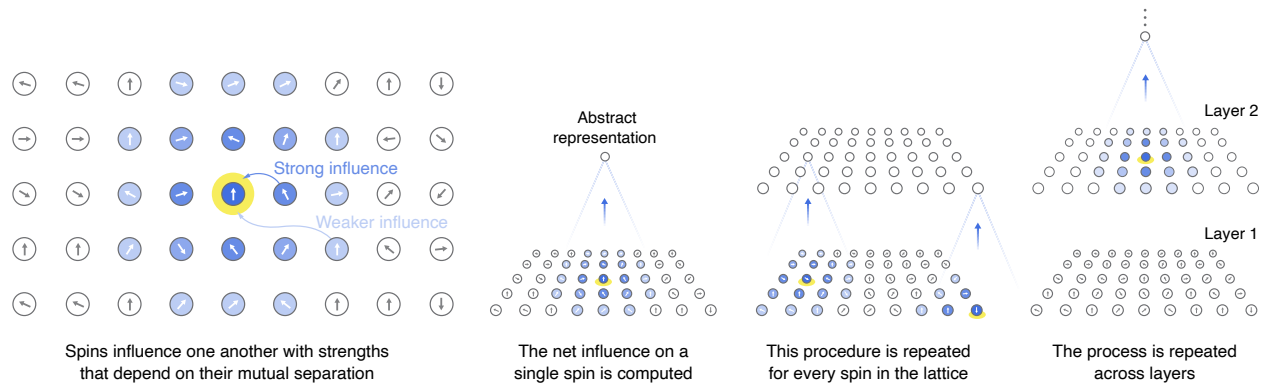 Strong influence
Weaker influence
Spins influence one another with strengths
that depend on their mutual separation
Abstract
representation
The net influence on a
single spin is computed
This procedure is repeated
for every spin in the lattice
Layer 2
Layer 1
The process is repeated
across layers